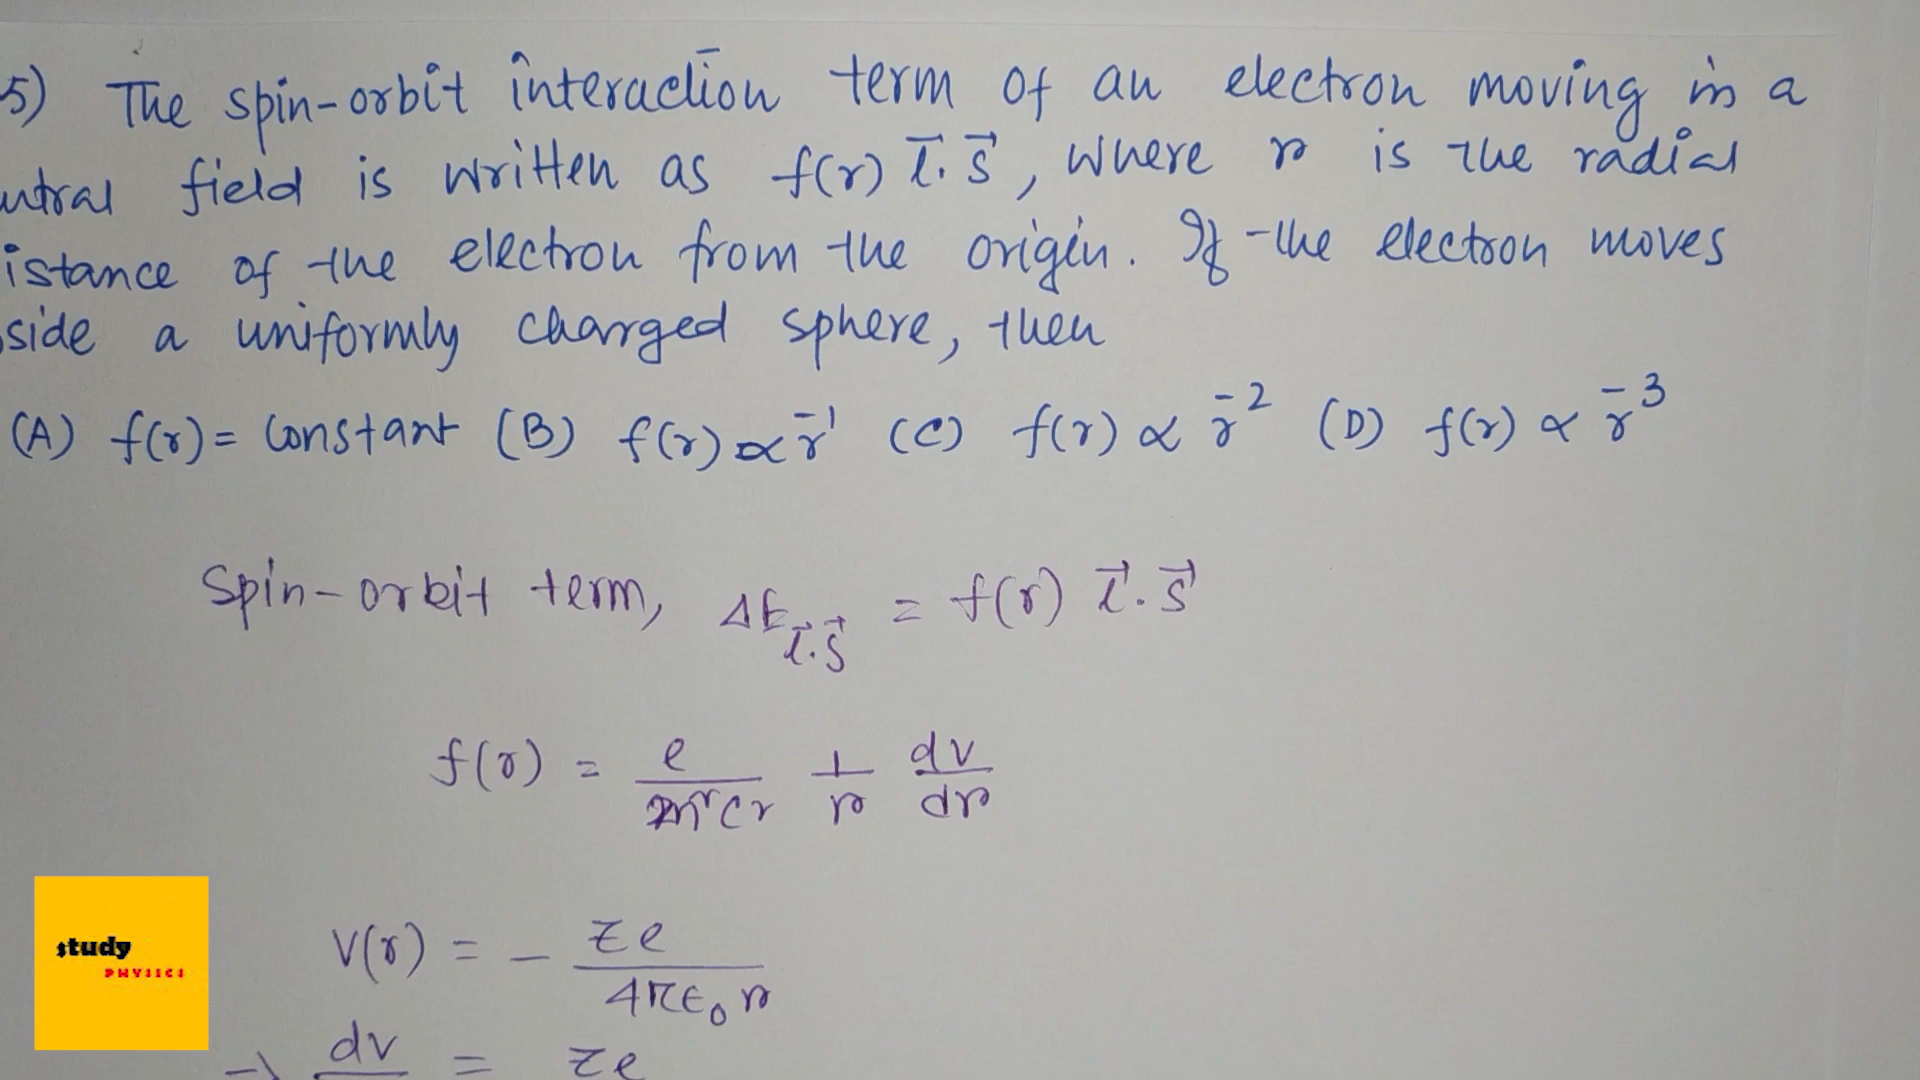 5) The spin-orbit interaction term of an electron moving in a
ntral field is written as f(r) l⃗.s⃗, where r is the radial
istance of the electron from the origin. If the electron moves
side a uniformly charged sphere, then
(A) f(r) = constant (B) f(r) ∝ r⁻¹ (C) f(r) ∝ r⁻² (D) f(r) ∝ r⁻³
Spin-orbit term, ΔE_l⃗.s⃗ = f(r) l⃗.s⃗
f(r) = e/2m²c² 1/r dv/dr
V(r) = - Ze/4πϵ₀r
→ dv = Ze
study
PHYSICS